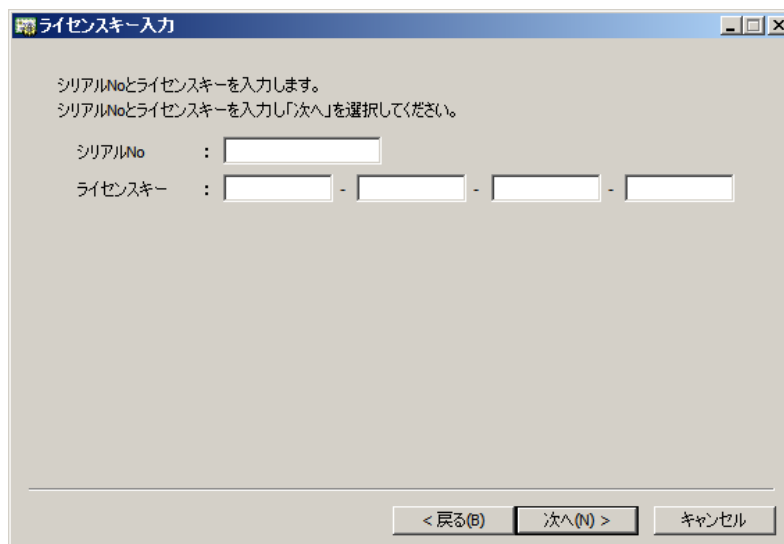 ライセンスキー入力
シリアルNoとライセンスキーを入力します。
シリアルNoとライセンスキーを入力し「次へ」を選択してください。
シリアルNo :
ライセンスキー : - - -
< 戻る(B) 次へ(N) > キャンセル